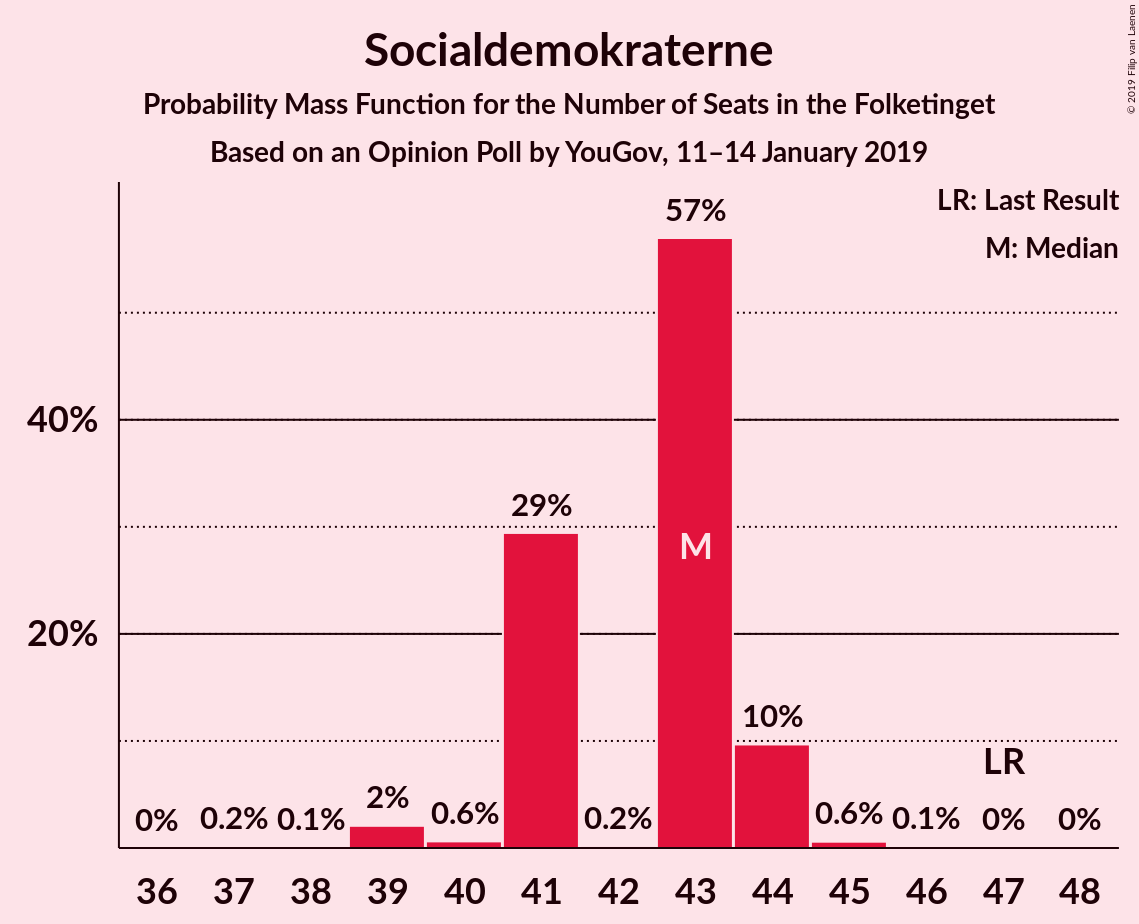 Socialdemokraterne
Probability Mass Function for the Number of Seats in the Folketinget
Based on an Opinion Poll by YouGov, 11–14 January 2019
© 2019 Filip van Laenen
LR: Last Result
M: Median
40%
20%
0%
0.2%
0.1%
2%
0.6%
29%
0.2%
57%
M
10%
0.6%
0.1%
LR
0%
0%
36 37 38 39 40 41 42 43 44 45 46 47 48